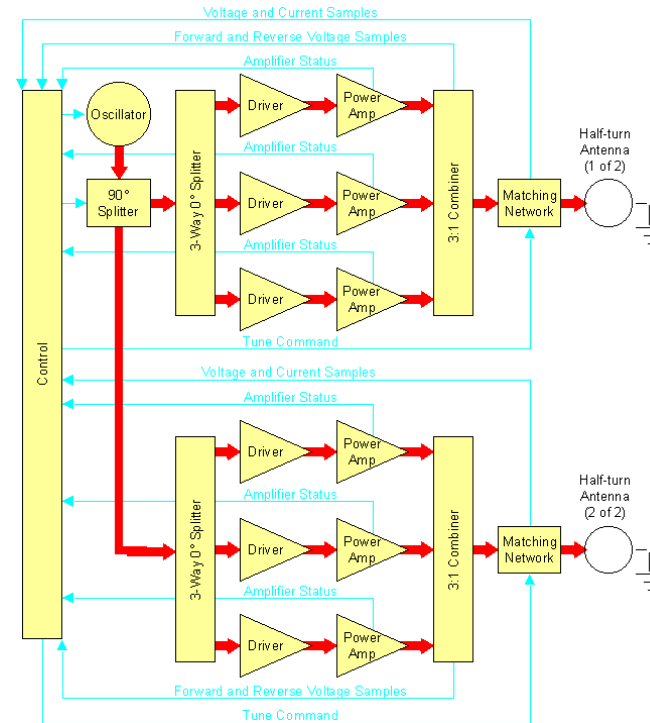 Voltage and Current Samples
Forward and Reverse Voltage Samples
Amplifier Status
Oscillator
Driver
Power
Amp
Half-turn
Antenna
(1 of 2)
Amplifier Status
90°
Splitter
3-Way 0° Splitter
Driver
Power
Amp
3:1 Combiner
Matching
Network
Amplifier Status
Driver
Power
Amp
Tune Command
Control
Voltage and Current Samples
Amplifier Status
Driver
Power
Amp
Half-turn
Antenna
(2 of 2)
Amplifier Status
3-Way 0° Splitter
Driver
Power
Amp
3:1 Combiner
Matching
Network
Amplifier Status
Driver
Power
Amp
Forward and Reverse Voltage Samples
Tune Command